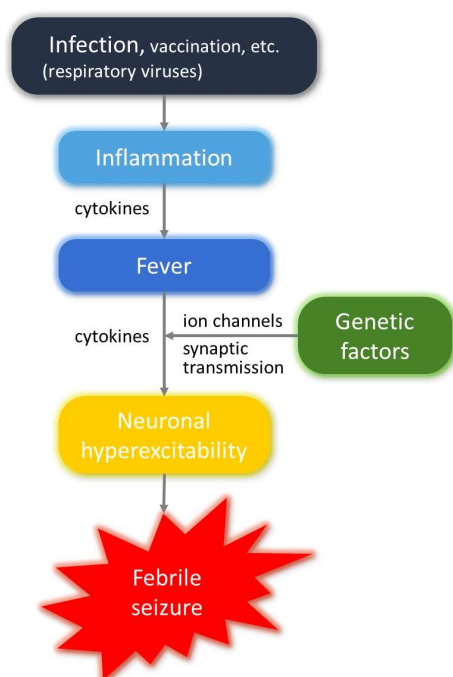 Infection, vaccination, etc.
(respiratory viruses)
Inflammation
cytokines
Fever
cytokines
ion channels
synaptic
transmission
Genetic
factors
Neuronal
hyperexcitability
Febrile
seizure